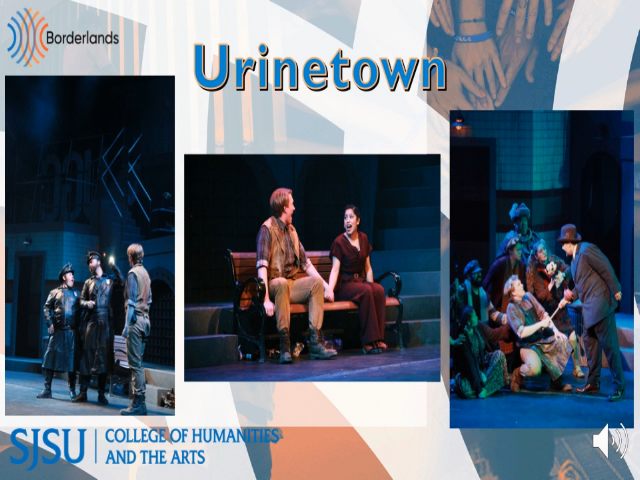 Borderlands
Urinetown
SJSU
COLLEGE OF HUMANITIES
AND THE ARTS